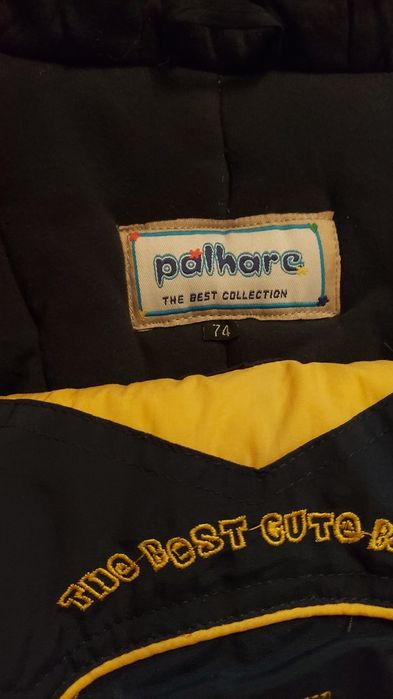 palhare
THE BEST COLLECTION
74
THE BEST CUTE